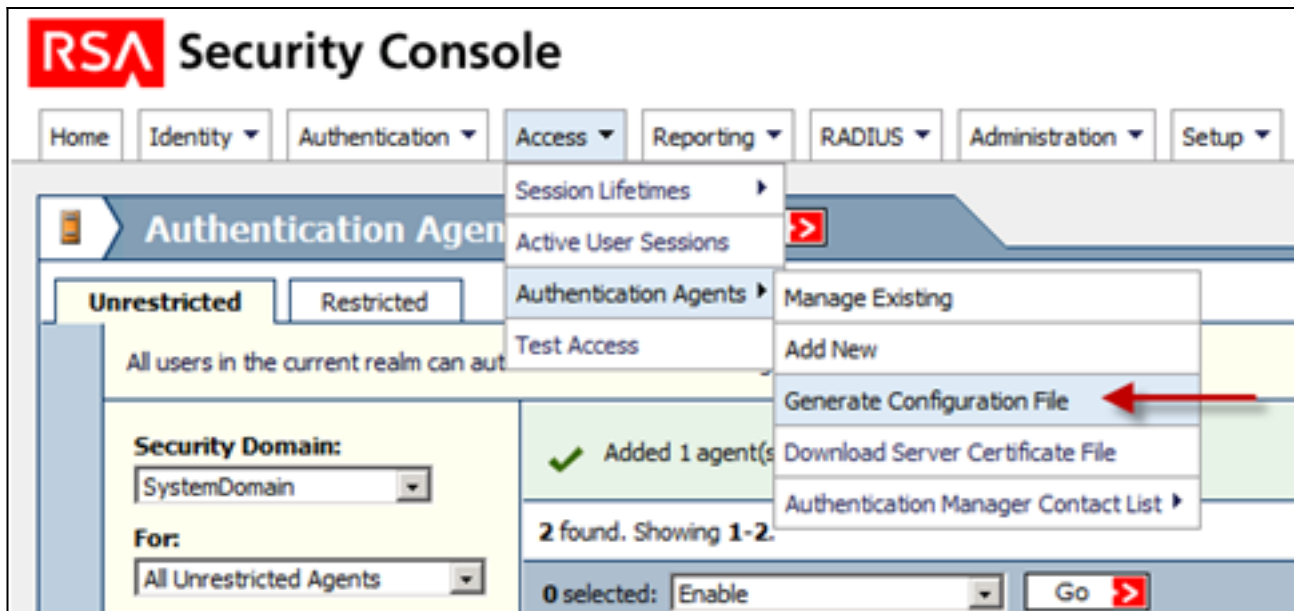 RSA Security Console
Home Identity Authentication Access Reporting RADIUS Administration Setup
Session Lifetimes
Authentication Agen
Active User Sessions
Unrestricted Restricted
Authentication Agents
Manage Existing
Test Access
Add New
All users in the current realm can aut
Generate Configuration File
Security Domain:
Added 1 agent(s
Download Server Certificate File
SystemDomain
Authentication Manager Contact List
For:
2 found. Showing 1-2.
All Unrestricted Agents
0 selected: Enable Go